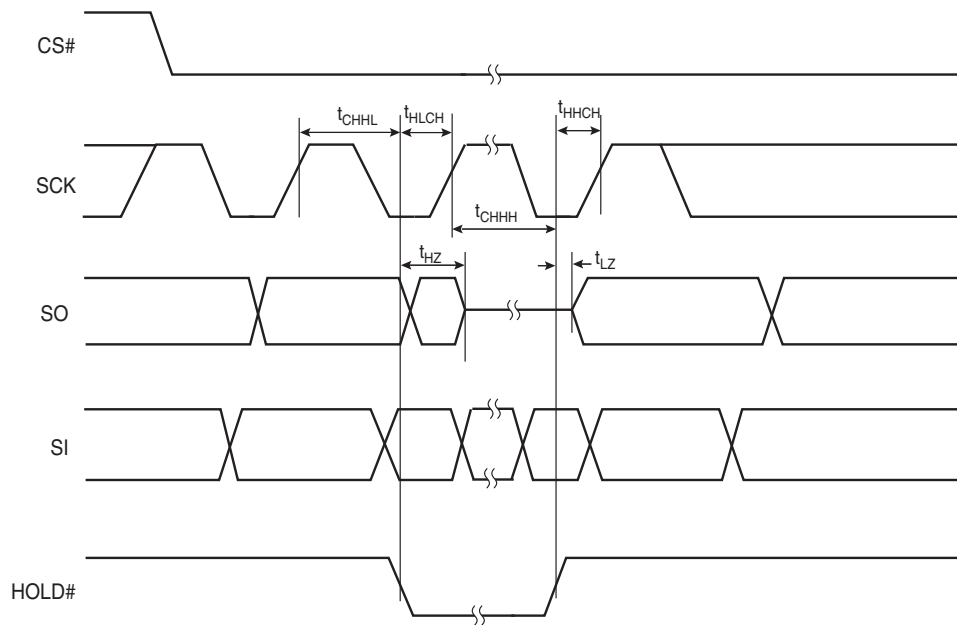 CS#
tCHHL
tHLCH
tHHCH
SCK
tCHHH
tHZ
tLZ
SO
SI
HOLD#